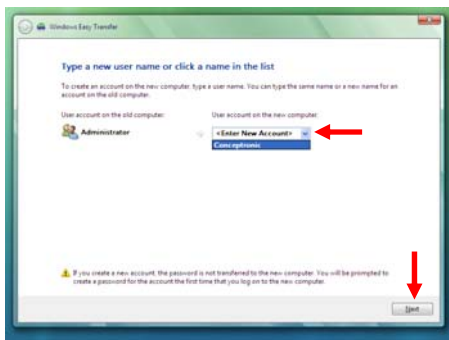 Windows Easy Transfer
Type a new user name or click a name in the list
To create an account on the new computer, type a user name. You can type the same name or a new name for an
account on the old computer.
User account on the old computer: User account on the new computer:
Administrator <Enter New Account>
Conceptronic
If you create a new account, the password is not transferred to the new computer. You will be prompted to
create a password for the account the first time that you log on to the new computer.
Next